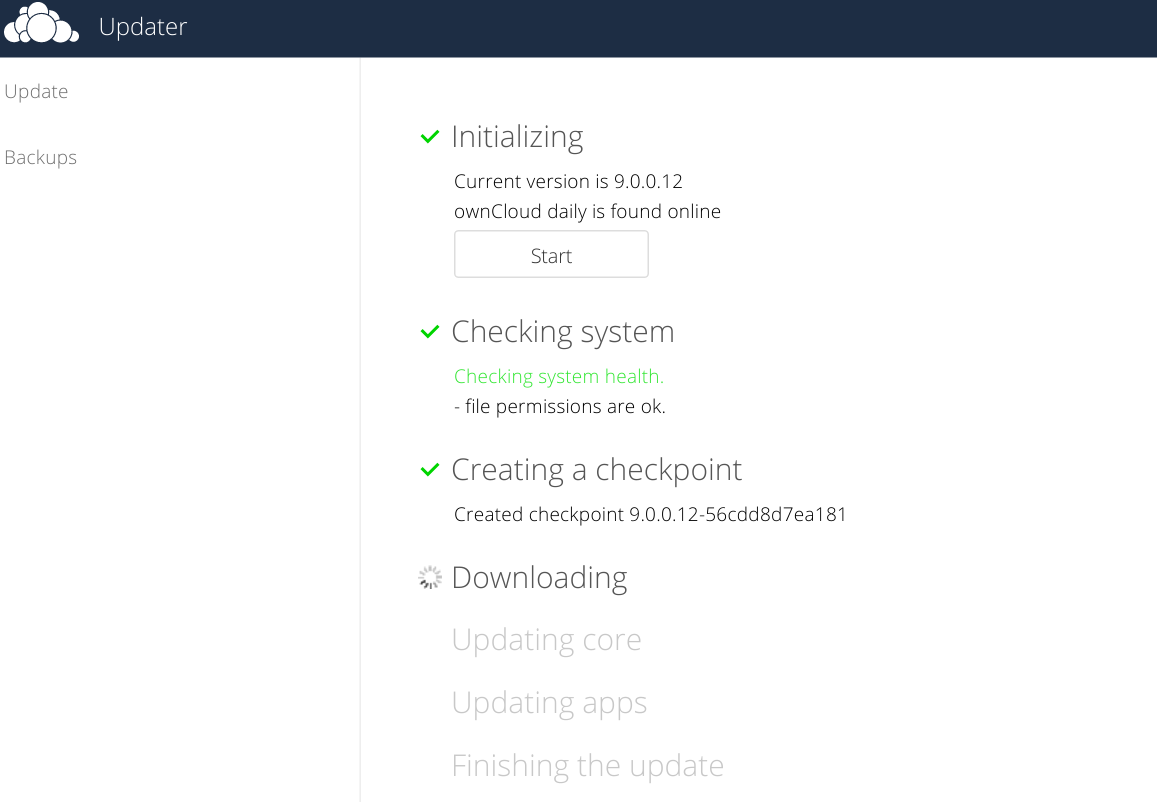 Updater
Update
Backups
Initializing
Current version is 9.0.0.12
ownCloud daily is found online
Start
Checking system
Checking system health.
- file permissions are ok.
Creating a checkpoint
Created checkpoint 9.0.0.12-56cdd8d7ea181
Downloading
Updating core
Updating apps
Finishing the update